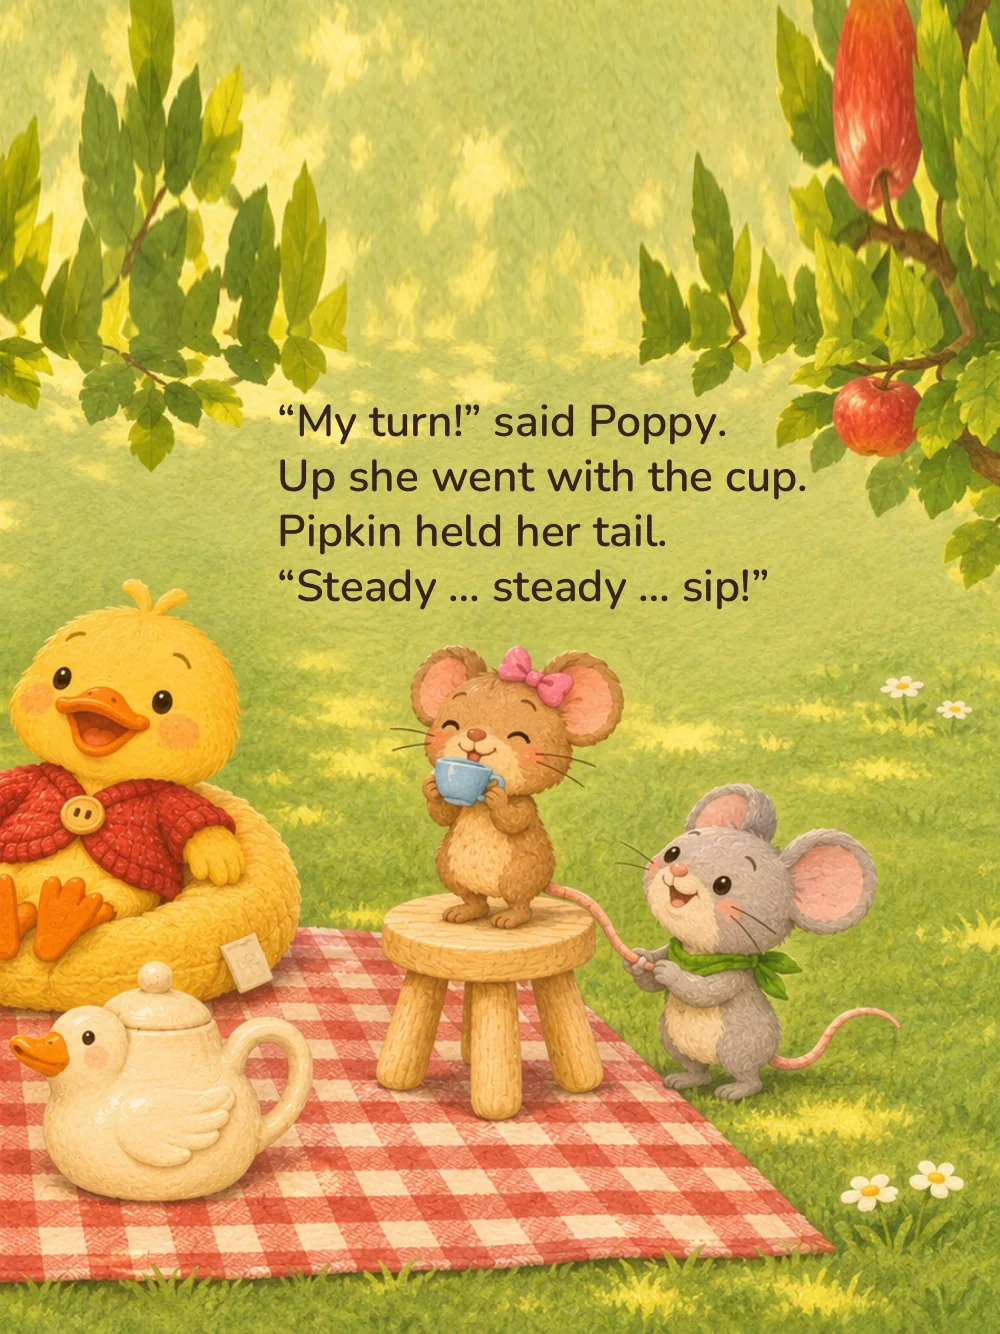 “My turn!” said Poppy.
Up she went with the cup.
Pipkin held her tail.
“Steady ... steady ... sip!”